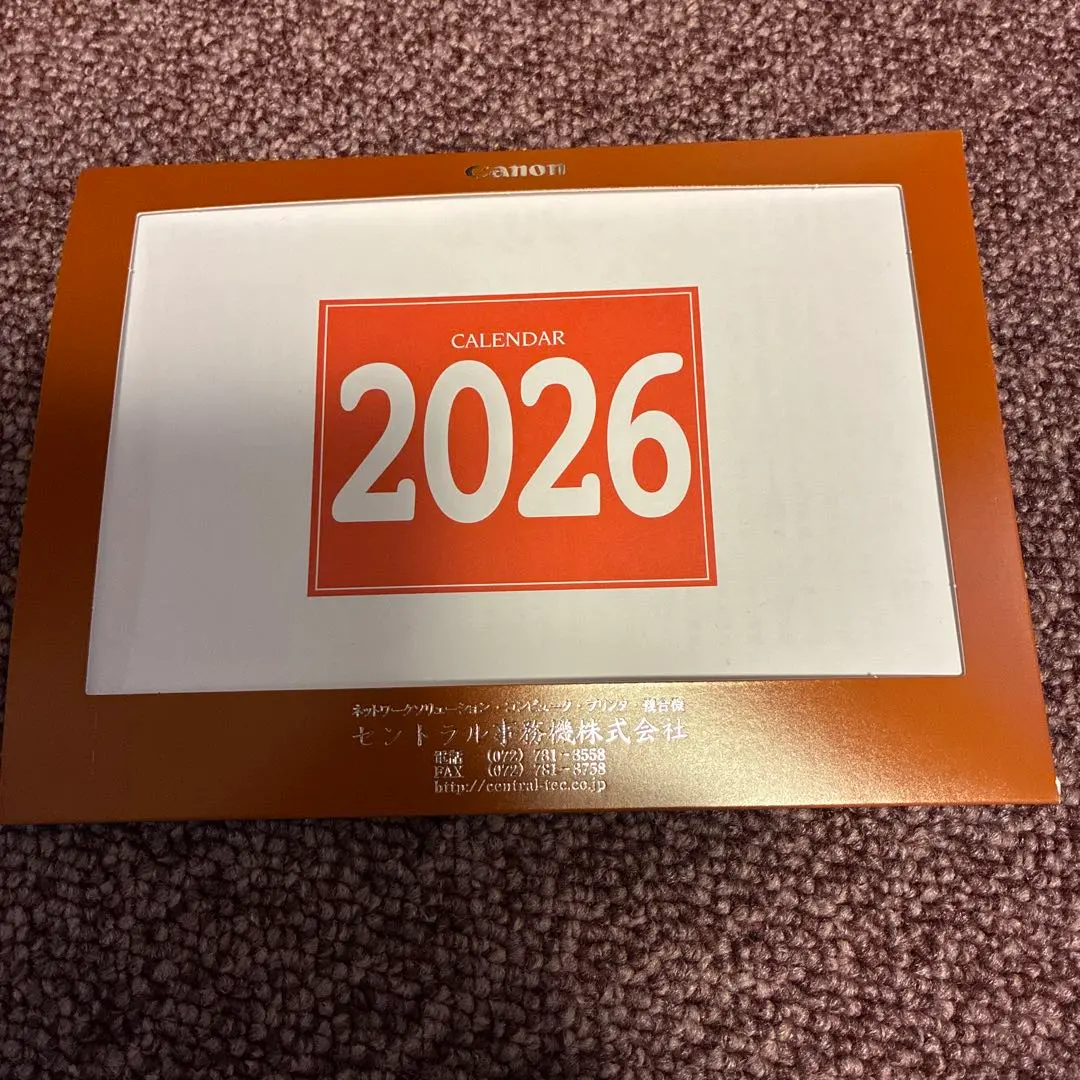 Canon
CALENDAR
2026
ネットワークソリューション・コンピュータ・プリンタ・複合機
セントラル事務機株式会社
電話 (072) 781-8558
FAX (072) 781-8758
http://central-tec.co.jp